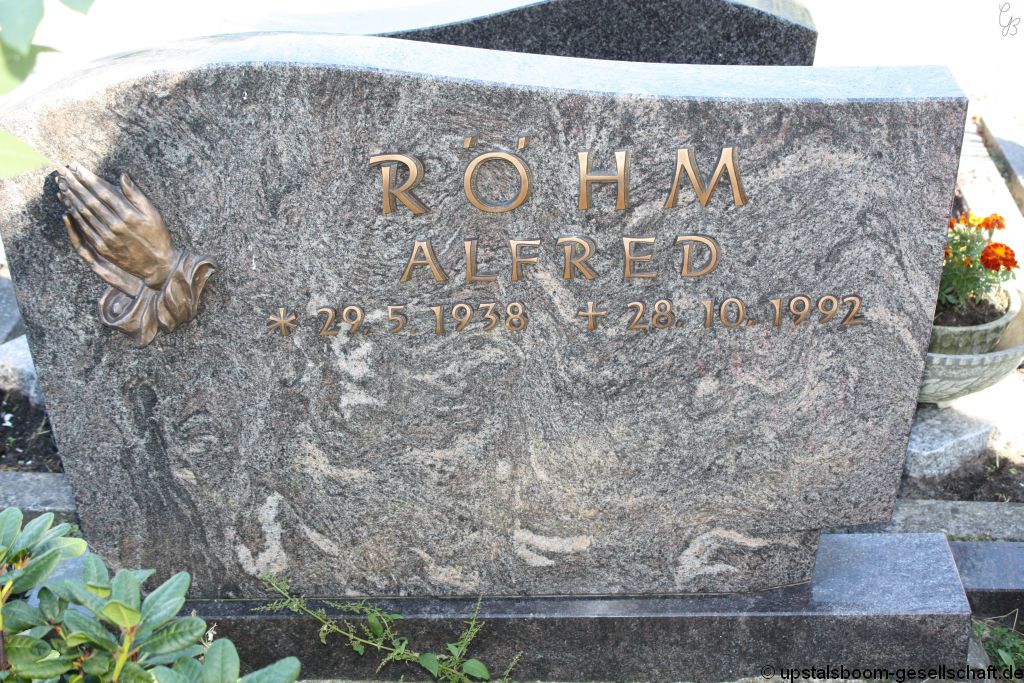 RÖHM
ALFRED
* 29. 5. 1938 † 28. 10. 1992
© upstalsboom-gesellschaft.de